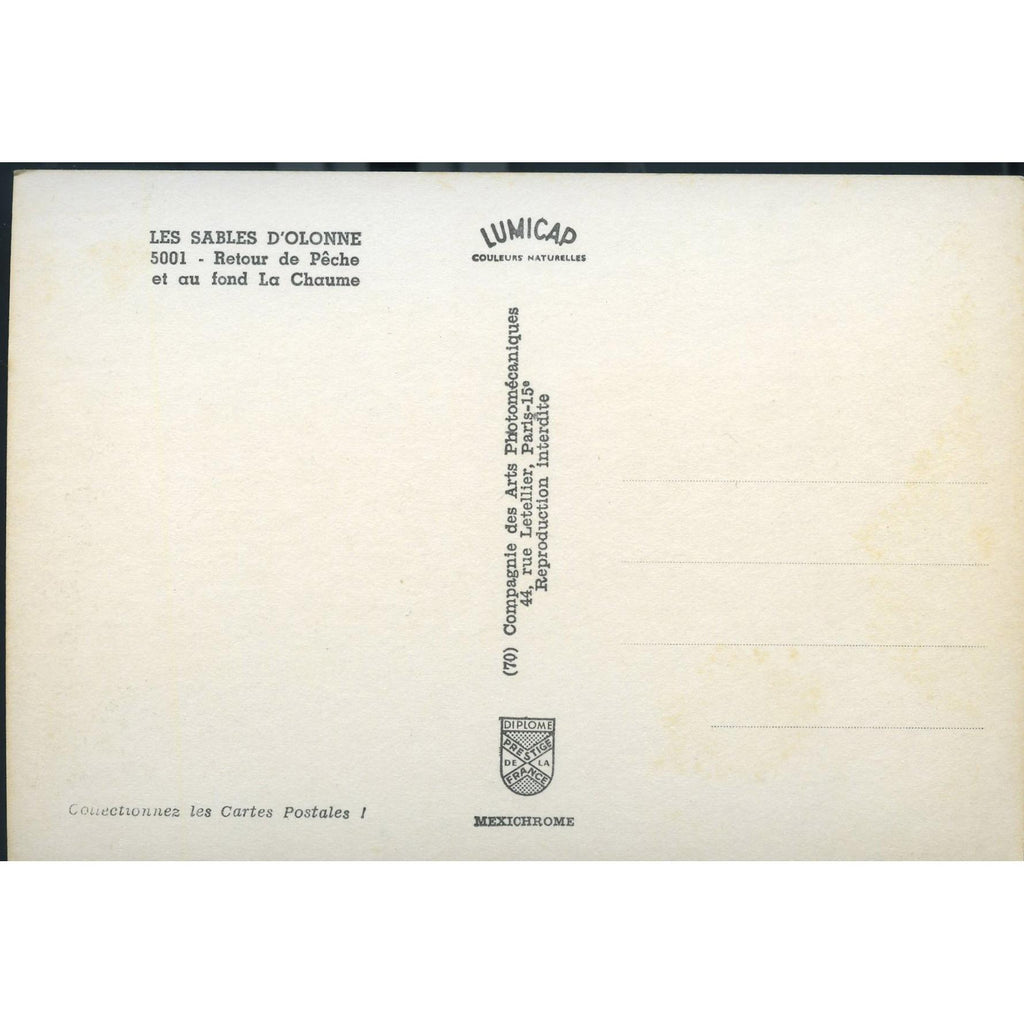 LES SABLES D'OLONNE
5001 - Retour de Pêche
et au fond La Chaume
LUMICAP
COULEURS NATURELLES
(70) Compagnie des Arts Photomécaniques
44, rue Letellier, Paris-15e
Reproduction interdite
DIPLOME
PRESTIGE
DE LA
FRANCE
MEXICHROME
Collectionnez les Cartes Postales !